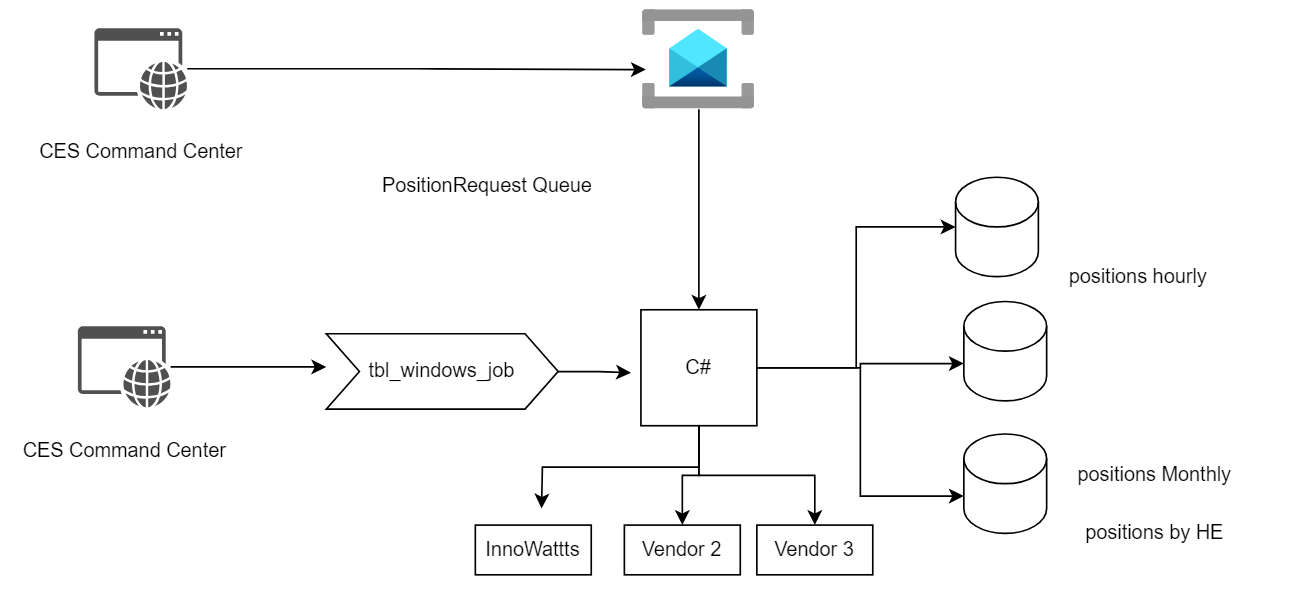 CES Command Center
PositionRequest Queue
positions hourly
tbl_windows_job
C#
CES Command Center
positions Monthly
positions by HE
InnoWattts
Vendor 2
Vendor 3